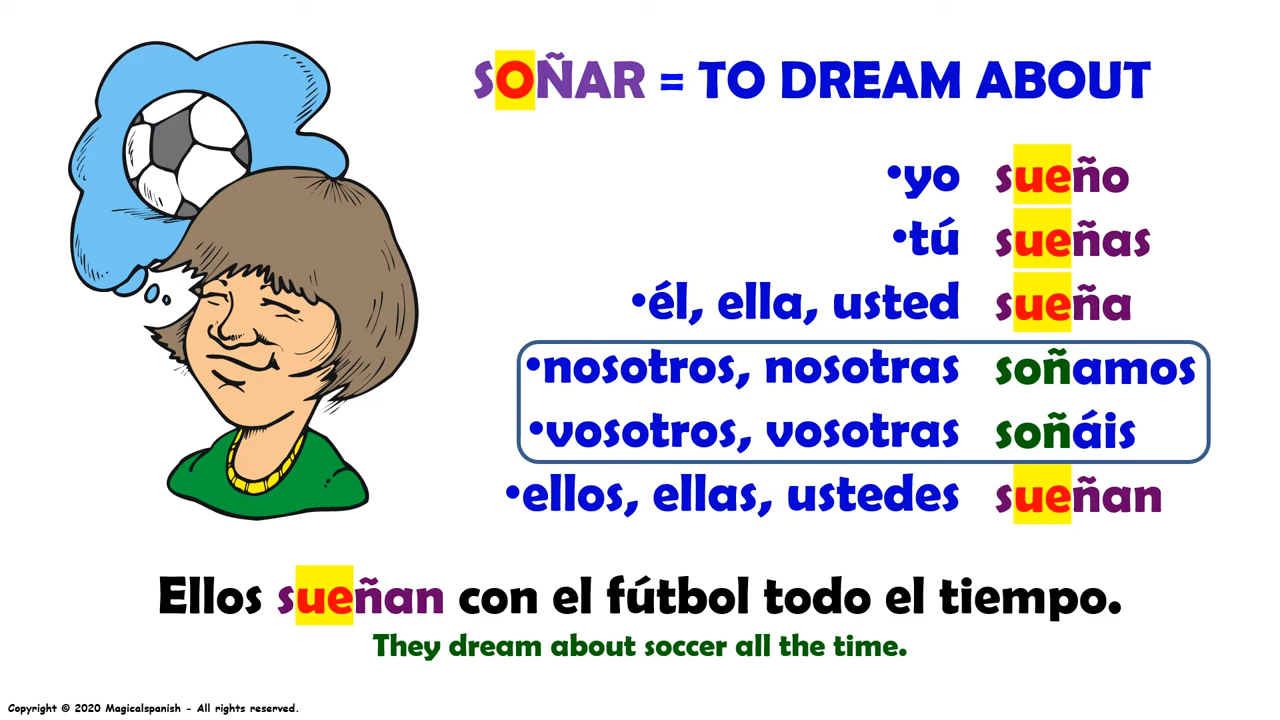 SOÑAR = TO DREAM ABOUT
•yo sueño
•tú sueñas
•él, ella, usted sueña
•nosotros, nosotras soñamos
•vosotros, vosotras soñáis
•ellos, ellas, ustedes sueñan
Ellos sueñan con el fútbol todo el tiempo.
They dream about soccer all the time.
Copyright © 2020 Magicalspanish - All rights reserved.